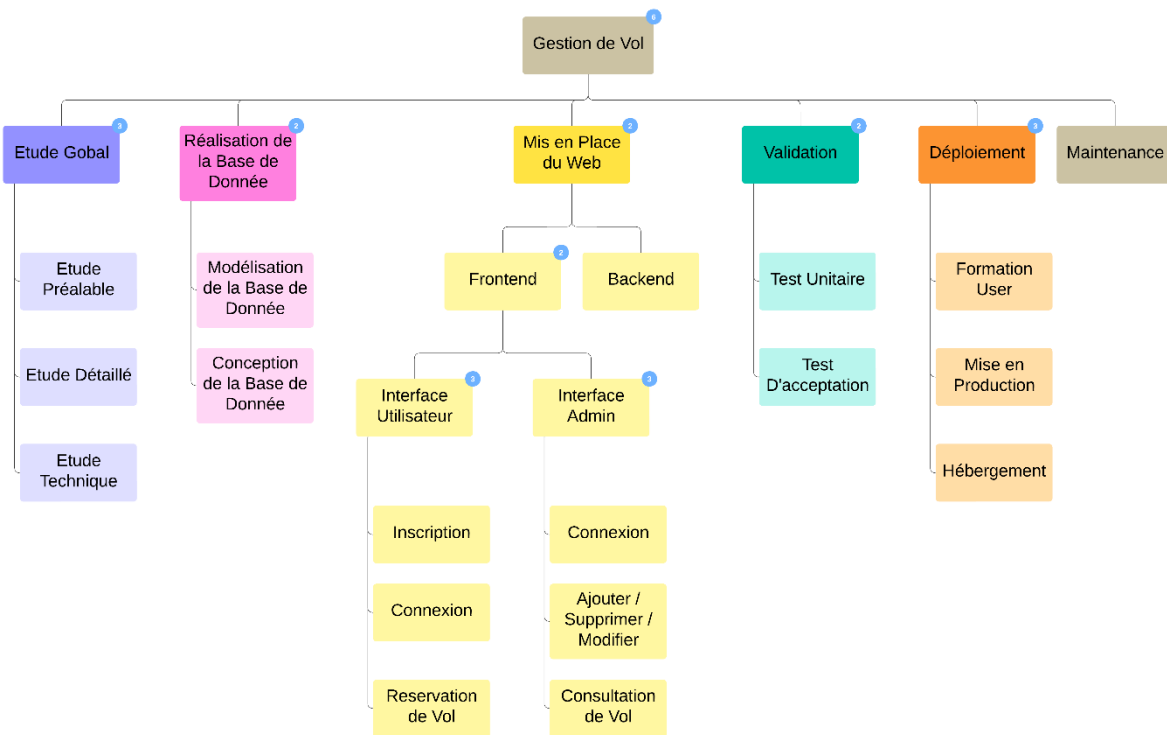 6
Gestion de Vol
3
Etude Gobal
2
Réalisation de
la Base de
Donnée
2
Mis en Place
du Web
2
Validation
3
Déploiement
Maintenance
Etude
Préalable
Modélisation
de la Base de
Donnée
2
Frontend
Backend
Test Unitaire
Formation
User
Etude Détaillé
Conception
de la Base de
Donnée
3
Interface
Utilisateur
3
Interface
Admin
Test
D'acceptation
Mise en
Production
Etude
Technique
Hébergement
Inscription
Connexion
Connexion
Ajouter /
Supprimer /
Modifier
Reservation
de Vol
Consultation
de Vol